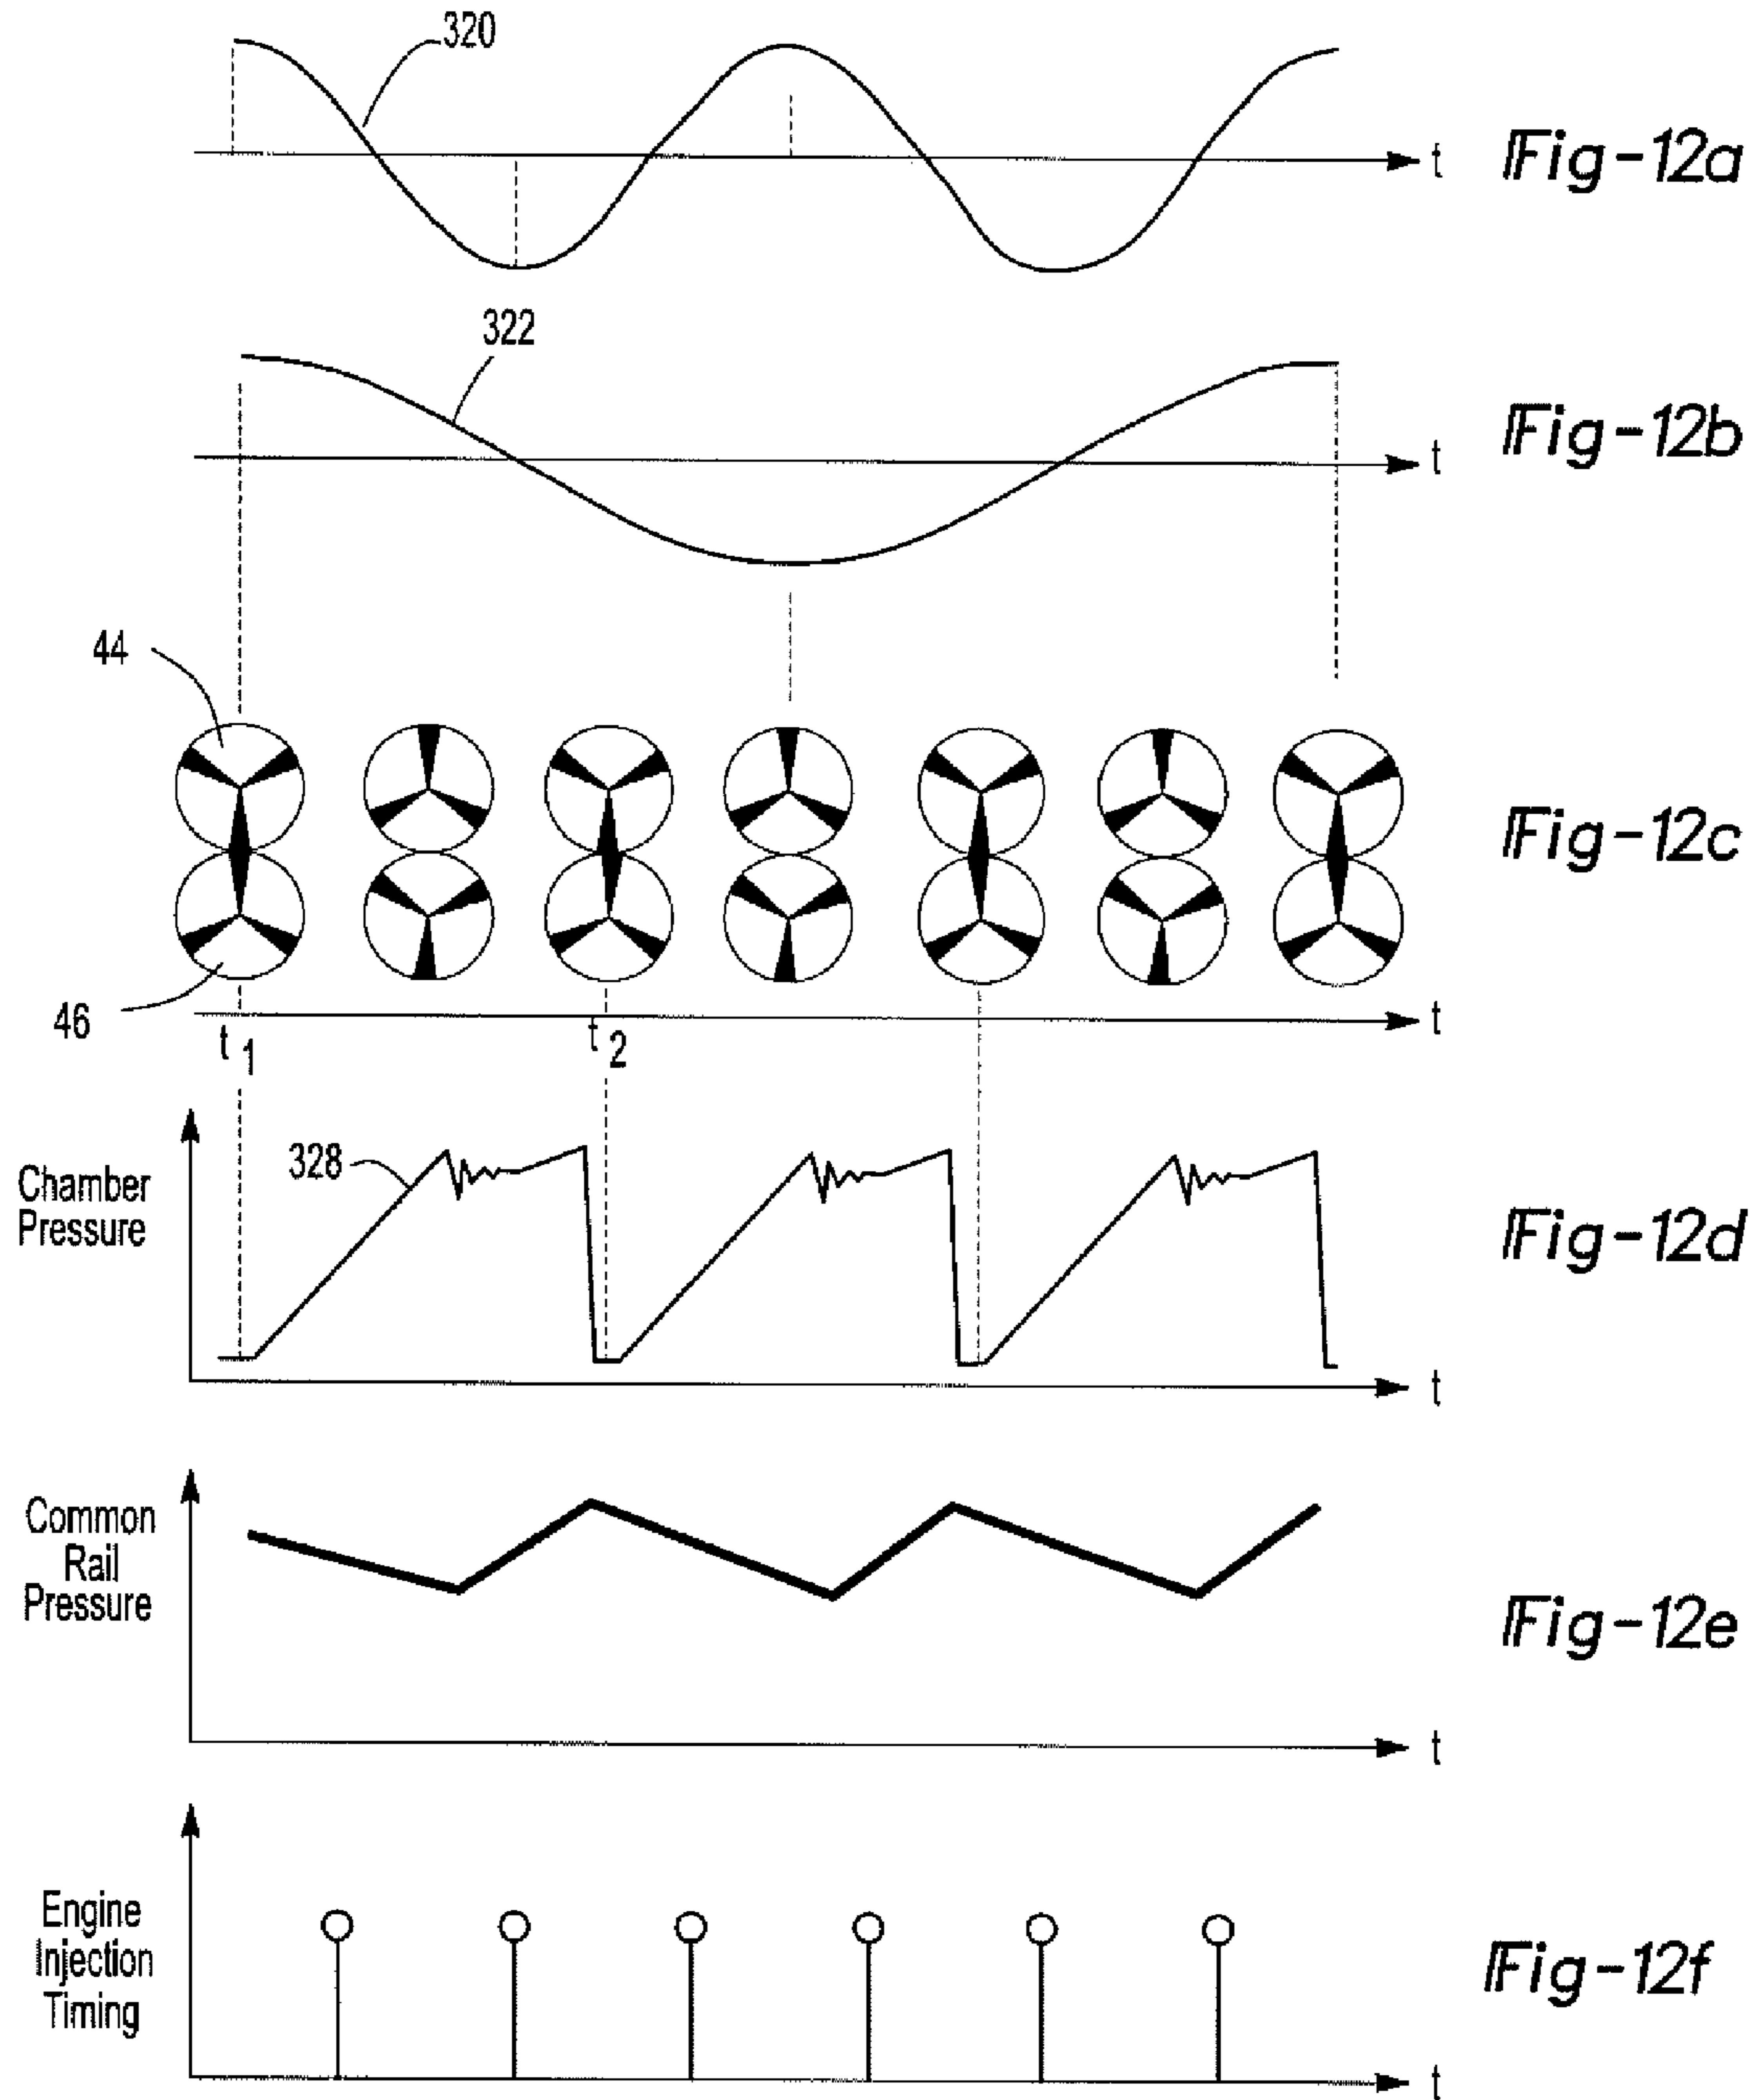 320
t
Fig-12a
322
t
Fig-12b
44
46
Fig-12c
t1
t2
t
Chamber
Pressure
328
t
Fig-12d
Common
Rail
Pressure
t
Fig-12e
Engine
Injection
Timing
t
Fig-12f